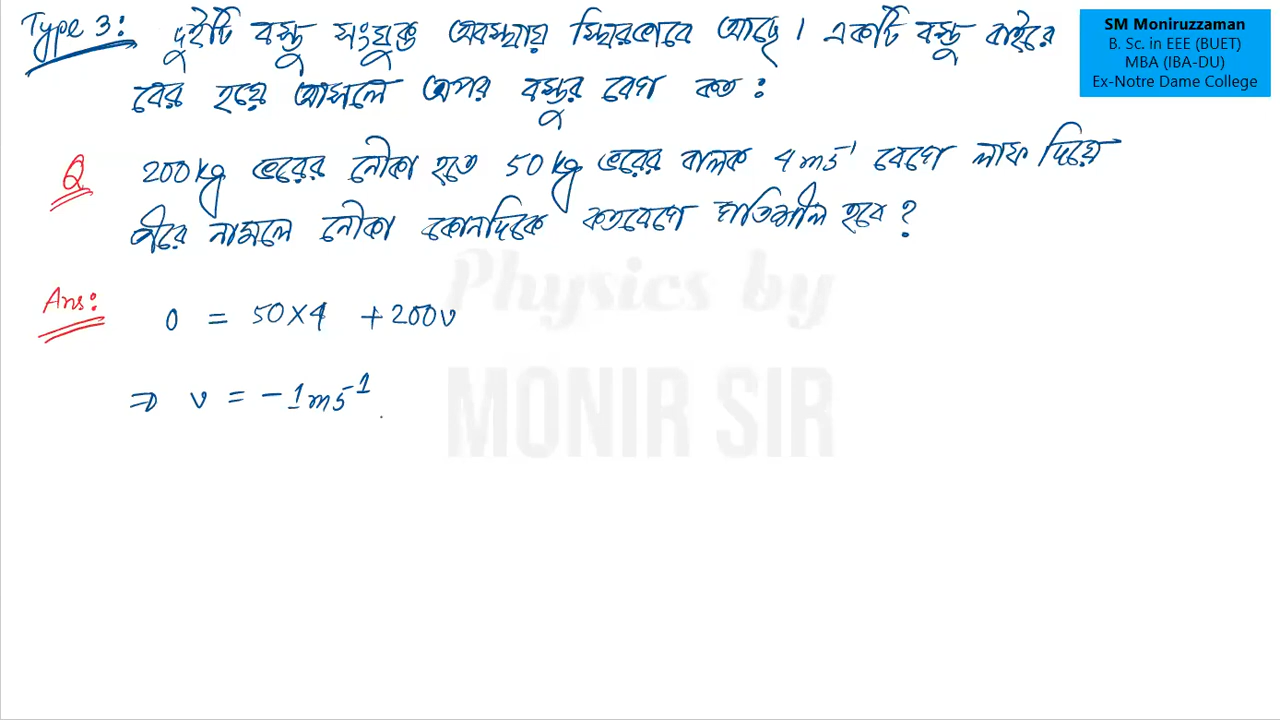 Type 3: দুইটি বস্তু সংযুক্ত অবস্থায় স্থিরভাবে আছে। একটি বস্তু বাইরে
বের হয়ে আসলে অপর বস্তুর বেগ কত:
SM Moniruzzaman
B. Sc. in EEE (BUET)
MBA (IBA-DU)
Ex-Notre Dame College
Q 200kg ভরের নৌকা হতে 50kg ভরের বালক 4ms⁻¹ বেগে লাফ দিয়ে
তীরে নামলে নৌকা কোনদিকে কতবেগে গতিশীল হবে?
Ans: 0 = 50×4 + 200v
⇒ v = -1ms⁻¹
Physics by
MONIR SIR